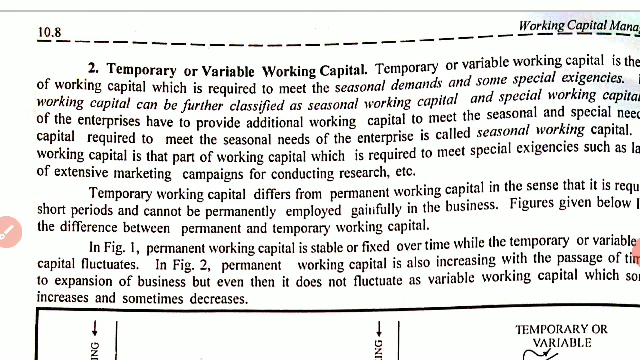 10.8
Working Capital Mana
2. Temporary or Variable Working Capital. Temporary or variable working capital is the
of working capital which is required to meet the seasonal demands and some special exigencies.
working capital can be further classified as seasonal working capital and special working capital
of the enterprises have to provide additional working capital to meet the seasonal and special nee
capital required to meet the seasonal needs of the enterprise is called seasonal working capital.
working capital is that part of working capital which is required to meet special exigencies such as la
of extensive marketing campaigns for conducting research, etc.
Temporary working capital differs from permanent working capital in the sense that it is requ
short periods and cannot be permanently employed gainfully in the business. Figures given below
the difference between permanent and temporary working capital.
In Fig. 1, permanent working capital is stable or fixed over time while the temporary or variable
capital fluctuates. In Fig. 2, permanent working capital is also increasing with the passage of tim
to expansion of business but even then it does not fluctuate as variable working capital which so
increases and sometimes decreases.
TEMPORARY OR
VARIABLE
NG
ING